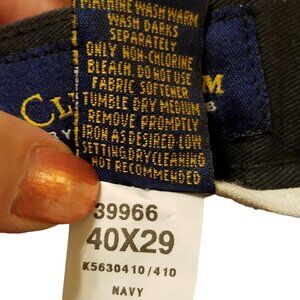 MACHINE WASH WARM
WASH DARKS
SEPARATELY
ONLY NON-CHLORINE
BLEACH. DO NOT USE
FABRIC SOFTENER
TUMBLE DRY MEDIUM
REMOVE PROMPTLY
IRON AS DESIRED-LOW
SETTING. DRY CLEANING
NOT RECOMMENDED
39966
40X29
K5630410/410
NAVY